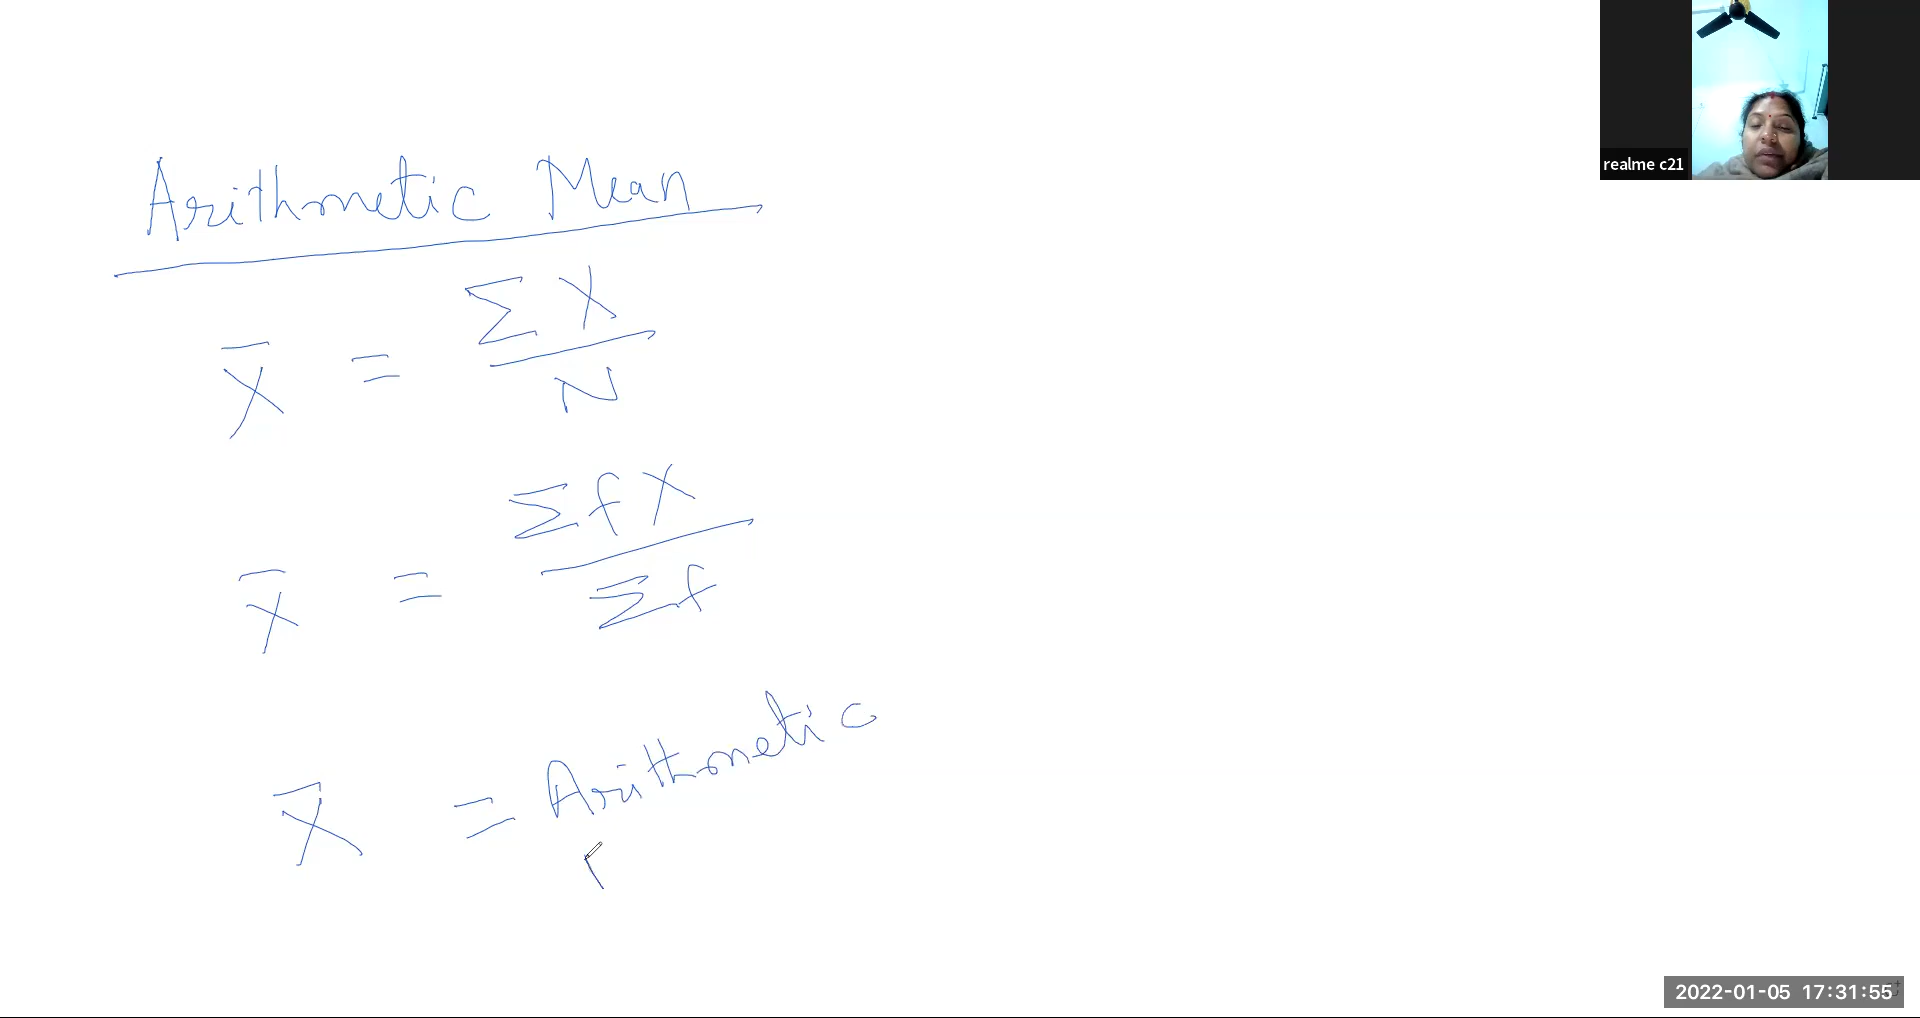 realme c21
Arithmetic Mean
X̄ = ΣX / N
X̄ = ΣfX / Σf
X̄ = Arithmetic
2022-01-05 17:31:55